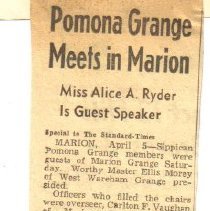 Pomona Grange
Meets in Marion
Miss Alice A. Ryder
Is Guest Speaker
Special to The Standard-Times
MARION, April 5—Sippican
Pomona Grange members were
guests of Marion Grange Satur-
day. Worthy Master Ellis Morey
of West Wareham Grange pre-
sided.
Officers who filled the chairs
were overseer, Carlton F. Vaughan